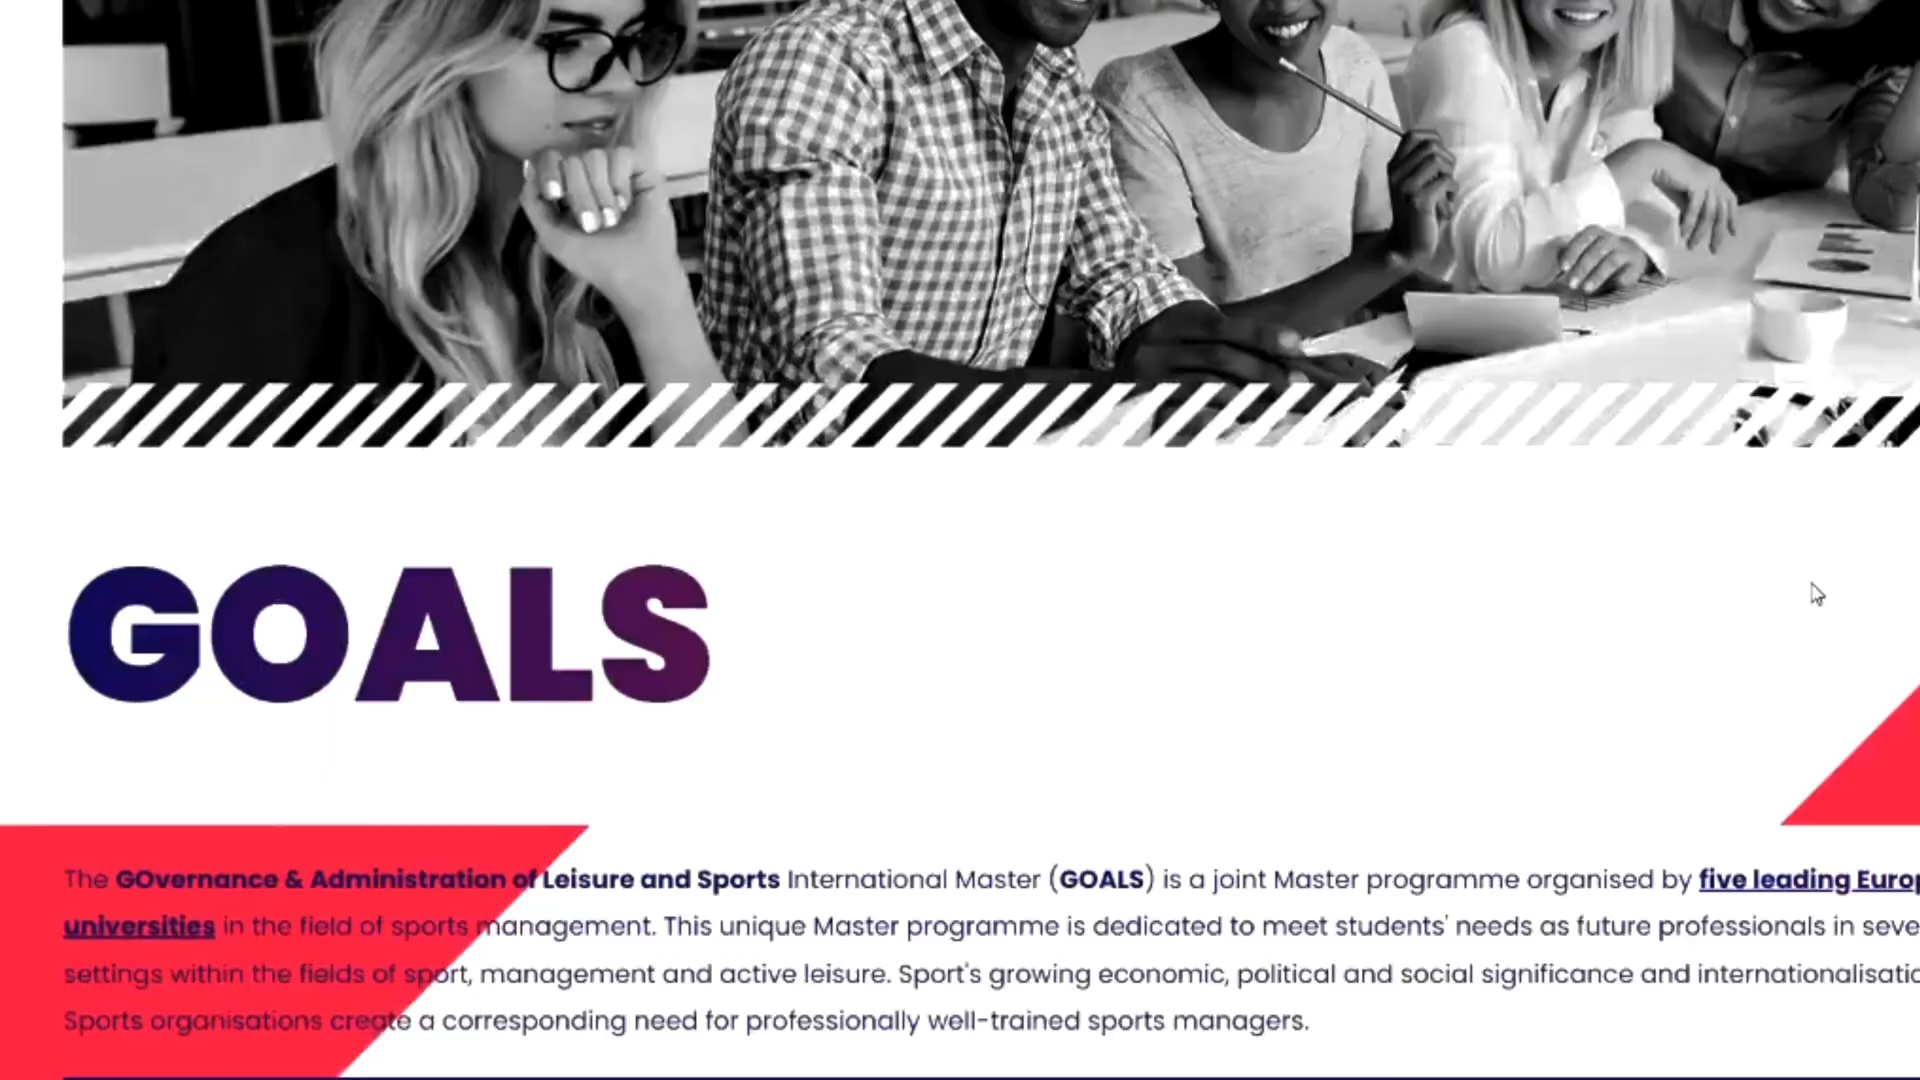 GOALS
The GOvernance & Administration of Leisure and Sports International Master (GOALS) is a joint Master programme organised by five leading
universities in the field of sports management. This unique Master programme is dedicated to meet students' needs as future professionals in
settings within the fields of sport, management and active leisure. Sport's growing economic, political and social significance and
Sports organisations create a corresponding need for professionally well-trained sports managers.